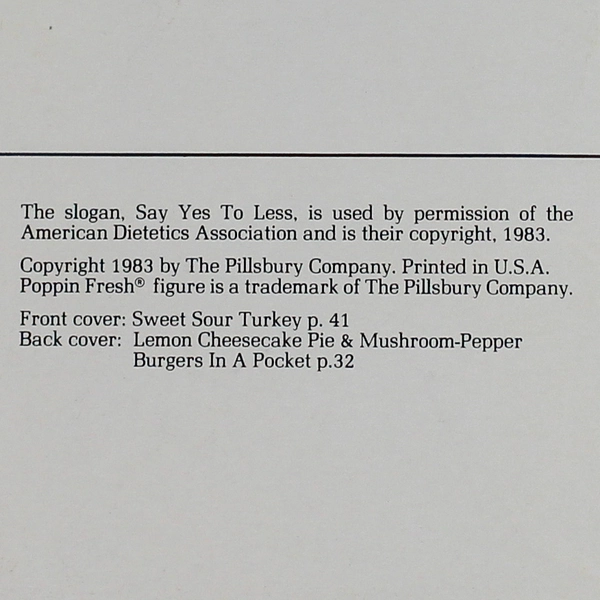 The slogan, Say Yes To Less, is used by permission of the
American Dietetics Association and is their copyright, 1983.
Copyright 1983 by The Pillsbury Company. Printed in U.S.A.
Poppin Fresh® figure is a trademark of The Pillsbury Company.
Front cover: Sweet Sour Turkey p. 41
Back cover: Lemon Cheesecake Pie & Mushroom-Pepper
Burgers In A Pocket p.32